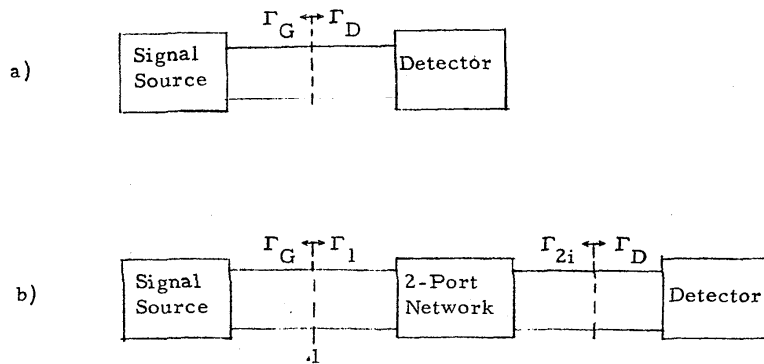 Γ_G Γ_D
a) Signal Source Detector
Γ_G Γ_1 Γ_2i Γ_D
b) Signal Source 2-Port Network Detector
1